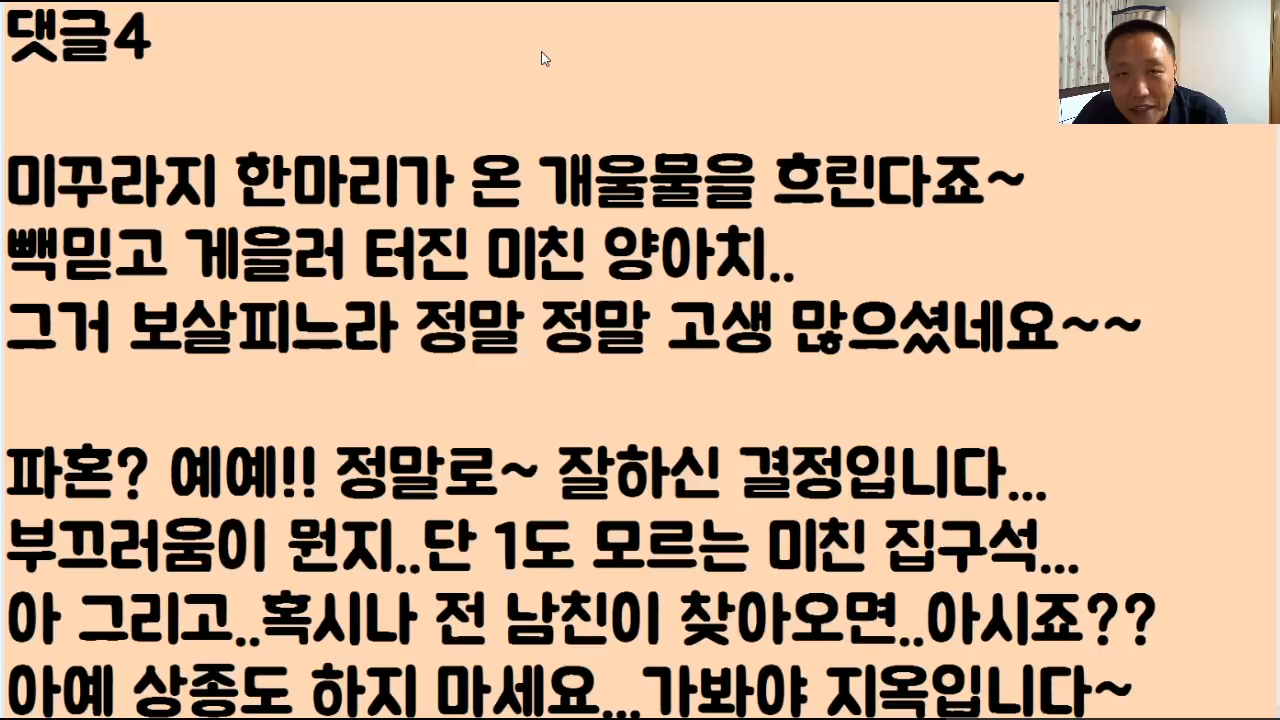 댓글4
미꾸라지 한마리가 온 개울물을 흐린다죠~
빽믿고 게을러 터진 미친 양아치..
그거 보살피느라 정말 정말 고생 많으셨네요~~
파혼? 예예!! 정말로~ 잘하신 결정입니다...
부끄러움이 뭔지..단 1도 모르는 미친 집구석...
아 그리고..혹시나 전 남친이 찾아오면..아시죠??
아예 상종도 하지 마세요...가봐야 지옥입니다~